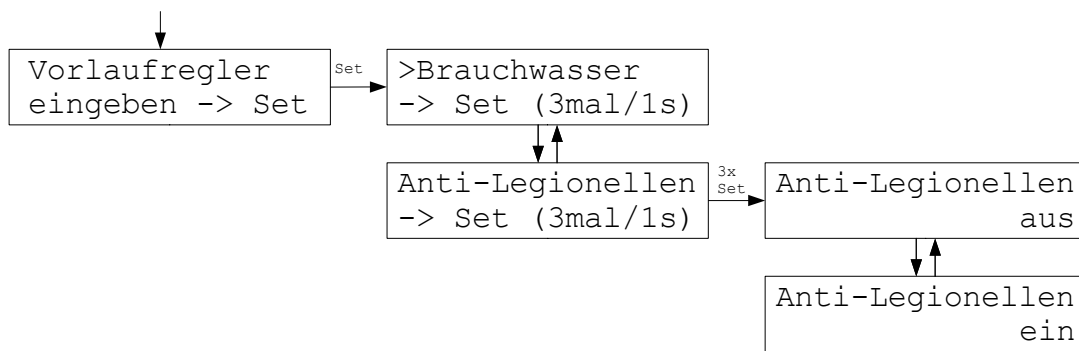 Vorlaufregler
eingeben -> Set
Set
>Brauchwasser
-> Set (3mal/1s)
Anti-Legionellen
-> Set (3mal/1s)
3x
Set
Anti-Legionellen
aus
Anti-Legionellen
ein